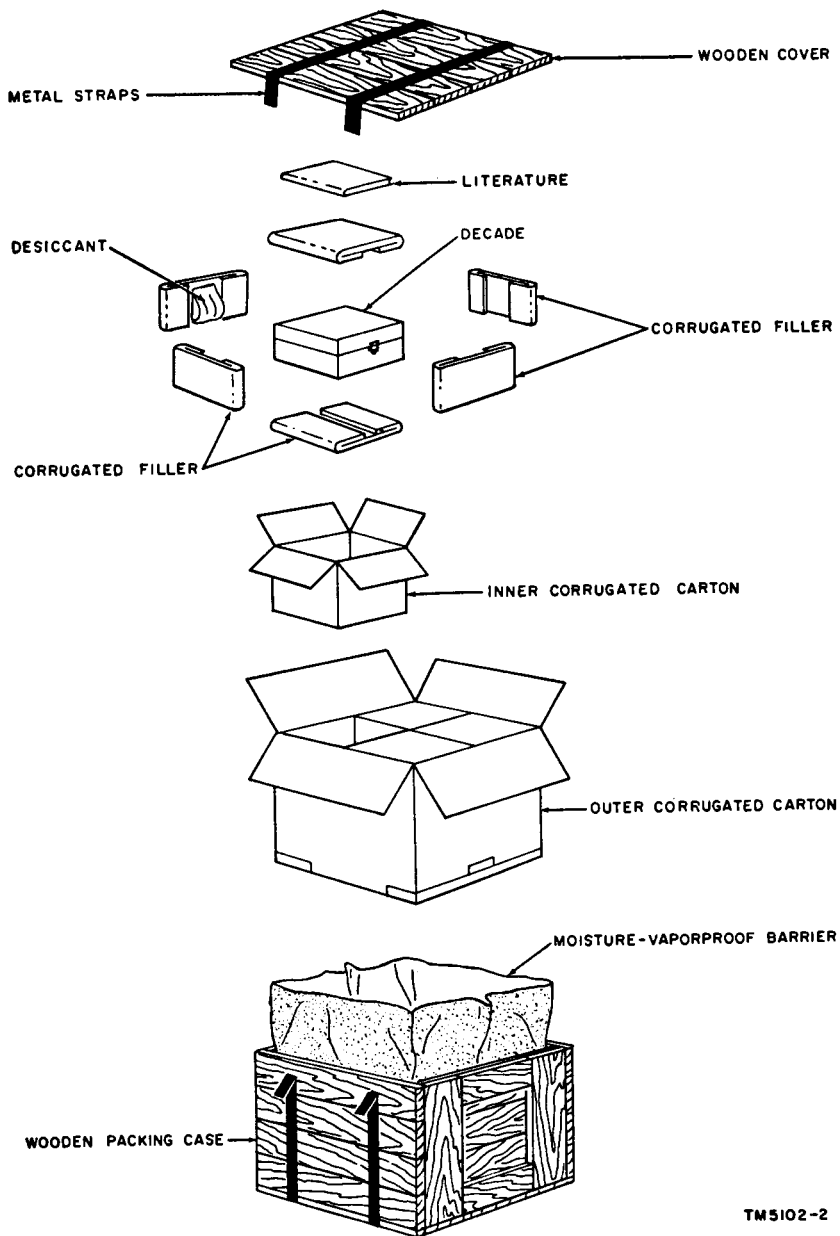 WOODEN COVER
METAL STRAPS
LITERATURE
DECADE
DESICCANT
CORRUGATED FILLER
CORRUGATED FILLER
INNER CORRUGATED CARTON
OUTER CORRUGATED CARTON
MOISTURE-VAPORPROOF BARRIER
WOODEN PACKING CASE
TM5102-2